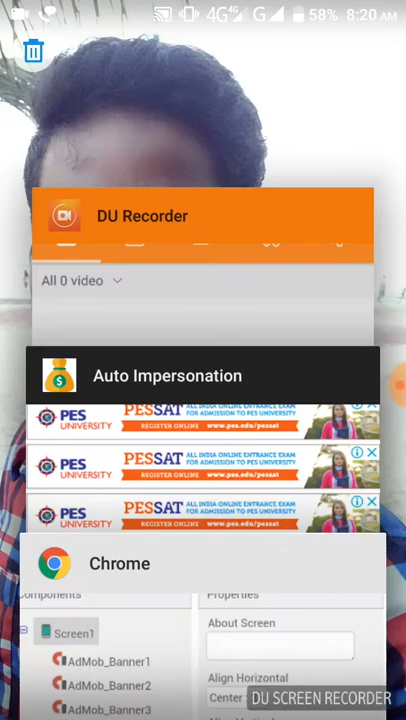 4G 4G G 58% 8:20 AM
DU Recorder
All 0 video
Auto Impersonation
PES UNIVERSITY PESSAT ALL INDIA ONLINE ENTRANCE EXAM FOR ADMISSION TO PES UNIVERSITY
REGISTER ONLINE www.pes.edu/pessat
PES UNIVERSITY PESSAT ALL INDIA ONLINE ENTRANCE EXAM FOR ADMISSION TO PES UNIVERSITY
REGISTER ONLINE www.pes.edu/pessat
PES UNIVERSITY PESSAT ALL INDIA ONLINE ENTRANCE EXAM FOR ADMISSION TO PES UNIVERSITY
REGISTER ONLINE www.pes.edu/pessat
Chrome
Components Properties
Screen1
About Screen
AdMob_Banner1
AdMob_Banner2
Align Horizontal
Center :
AdMob_Banner3
DU SCREEN RECORDER